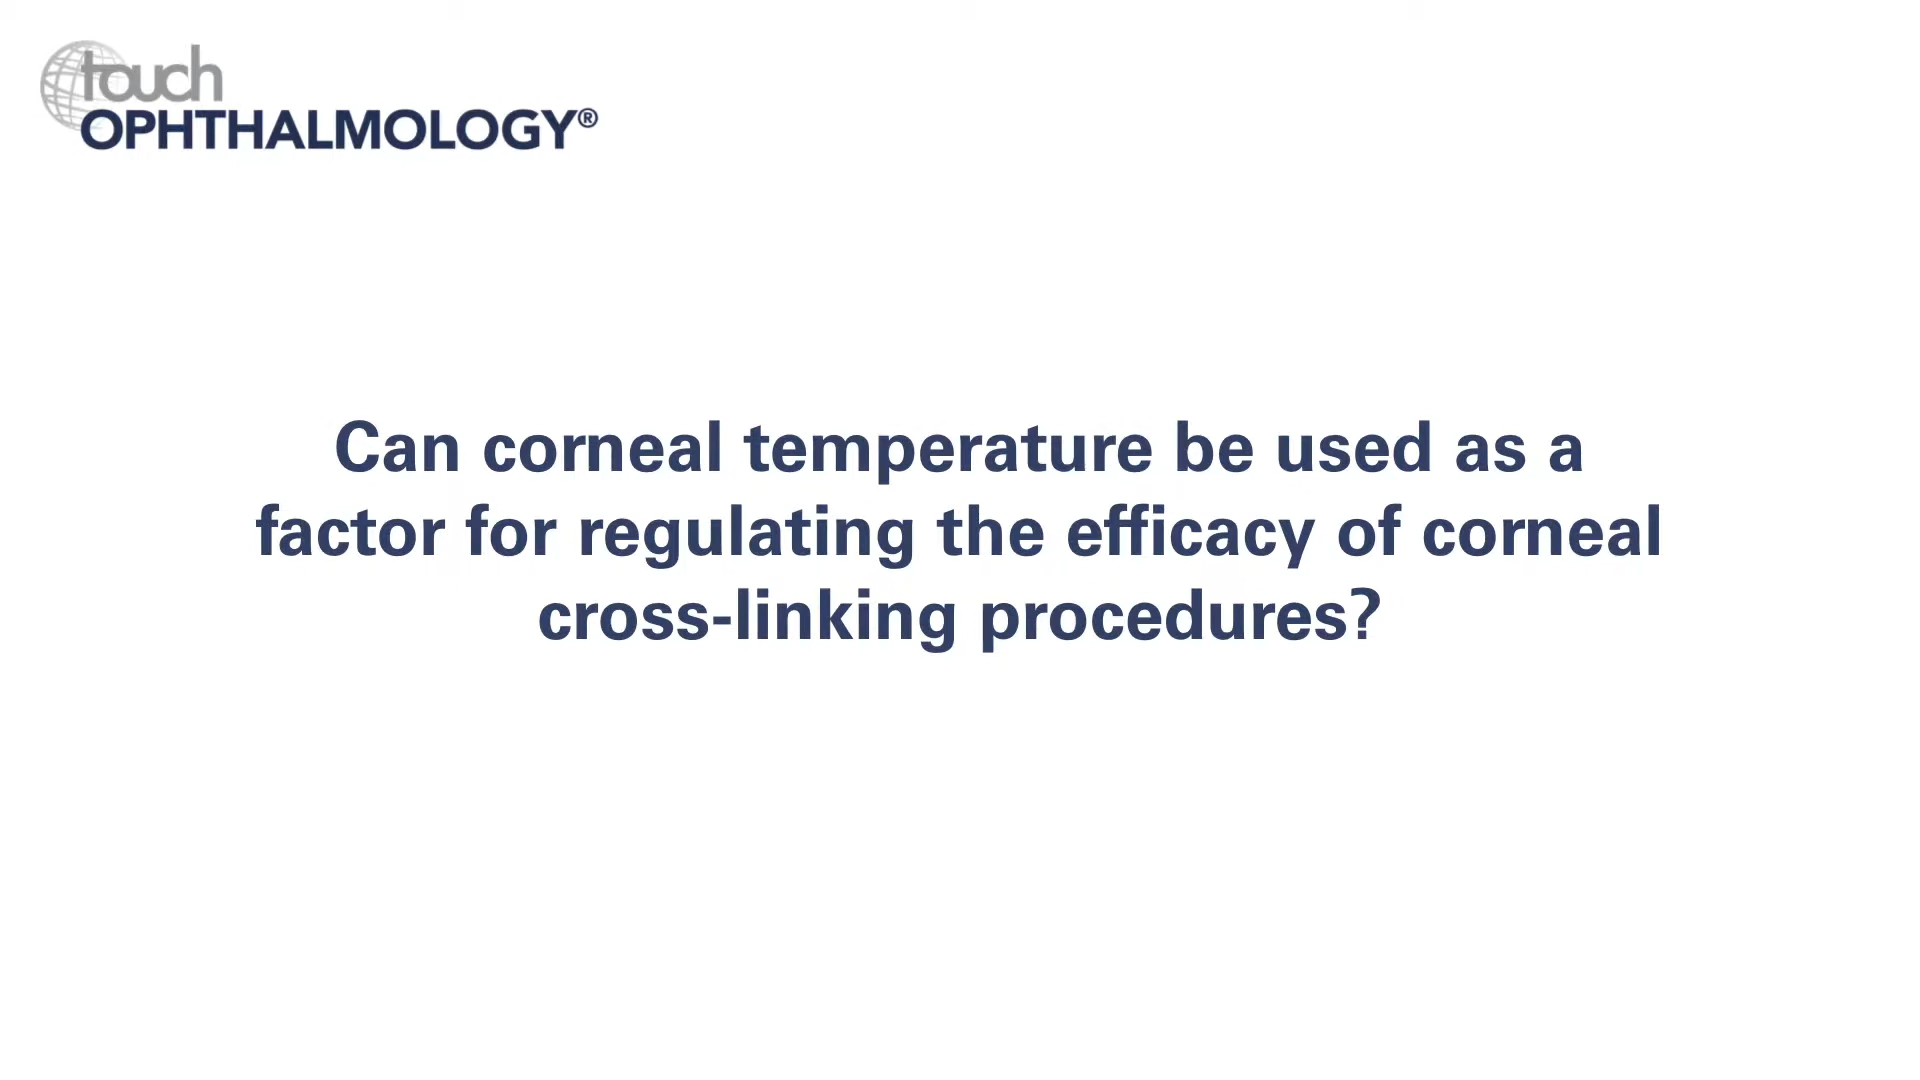 touch
OPHTHALMOLOGY®
Can corneal temperature be used as a
factor for regulating the efficacy of corneal
cross-linking procedures?